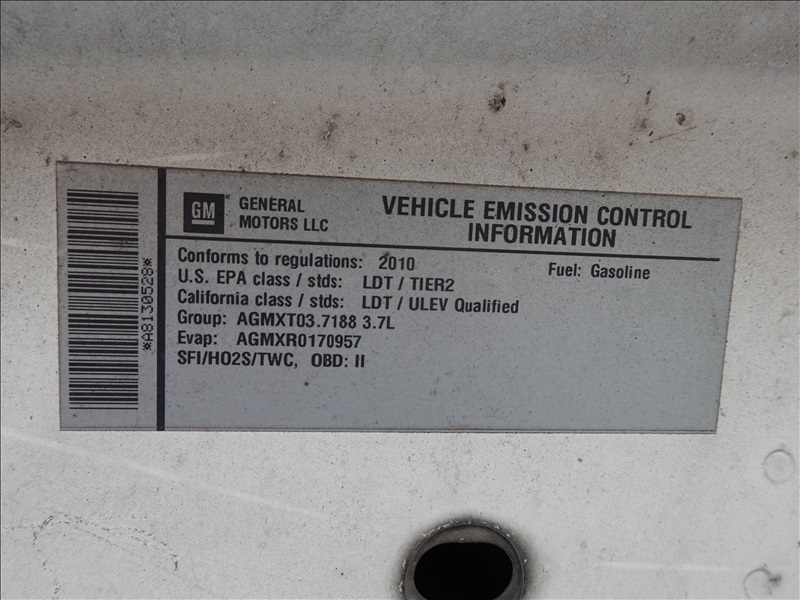 GM GENERAL MOTORS LLC
VEHICLE EMISSION CONTROL
INFORMATION
Conforms to regulations: 2010
Fuel: Gasoline
U.S. EPA class / stds: LDT / TIER2
California class / stds: LDT / ULEV Qualified
Group: AGMXT03.7188 3.7L
Evap: AGMXR0170957
SFI/HO2S/TWC, OBD: II
*A8130528*